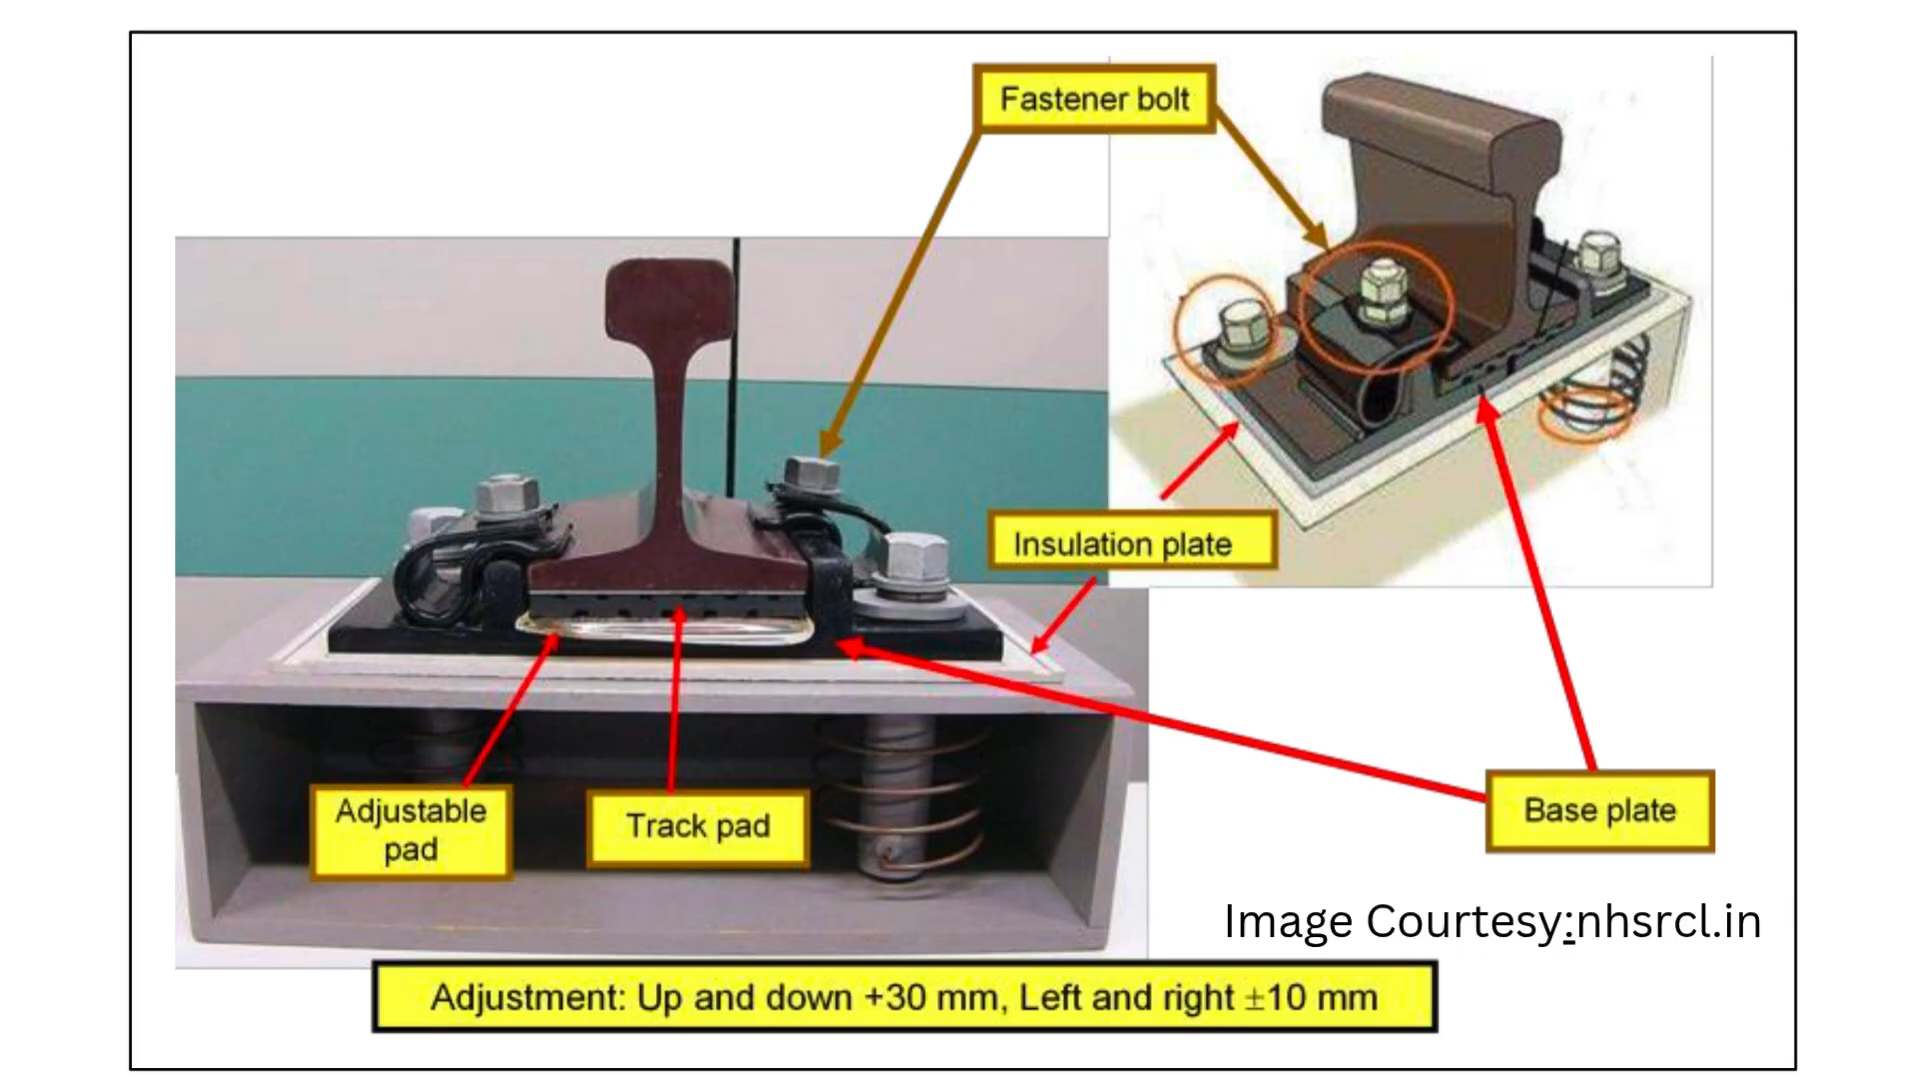 Fastener bolt
Insulation plate
Adjustable
pad
Track pad
Base plate
Image Courtesy:nhsrcl.in
Adjustment: Up and down +30 mm, Left and right ±10 mm